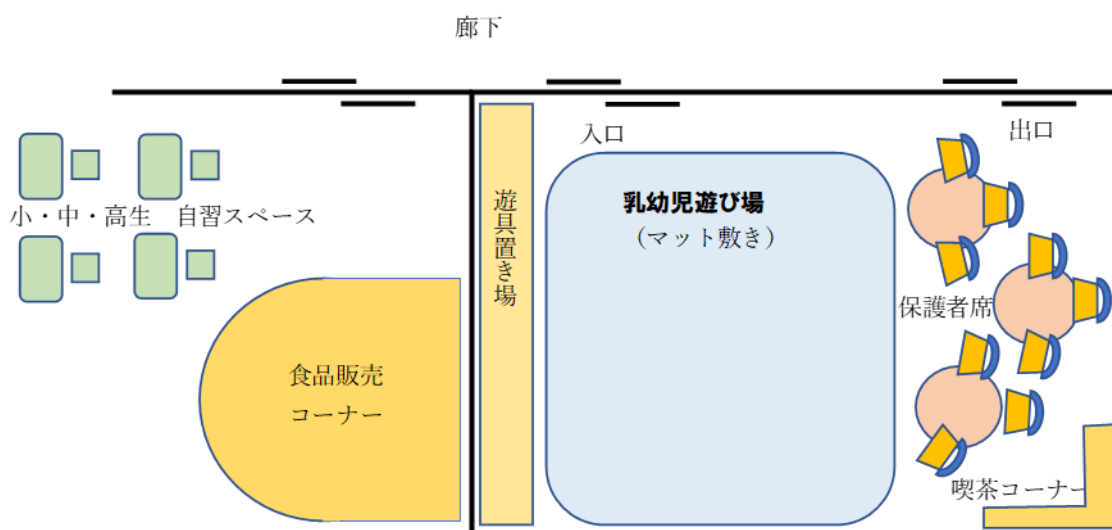 廊下
入口
出口
小・中・高生　自習スペース
遊具置き場
乳幼児遊び場
（マット敷き）
保護者席
食品販売
コーナー
喫茶コーナー